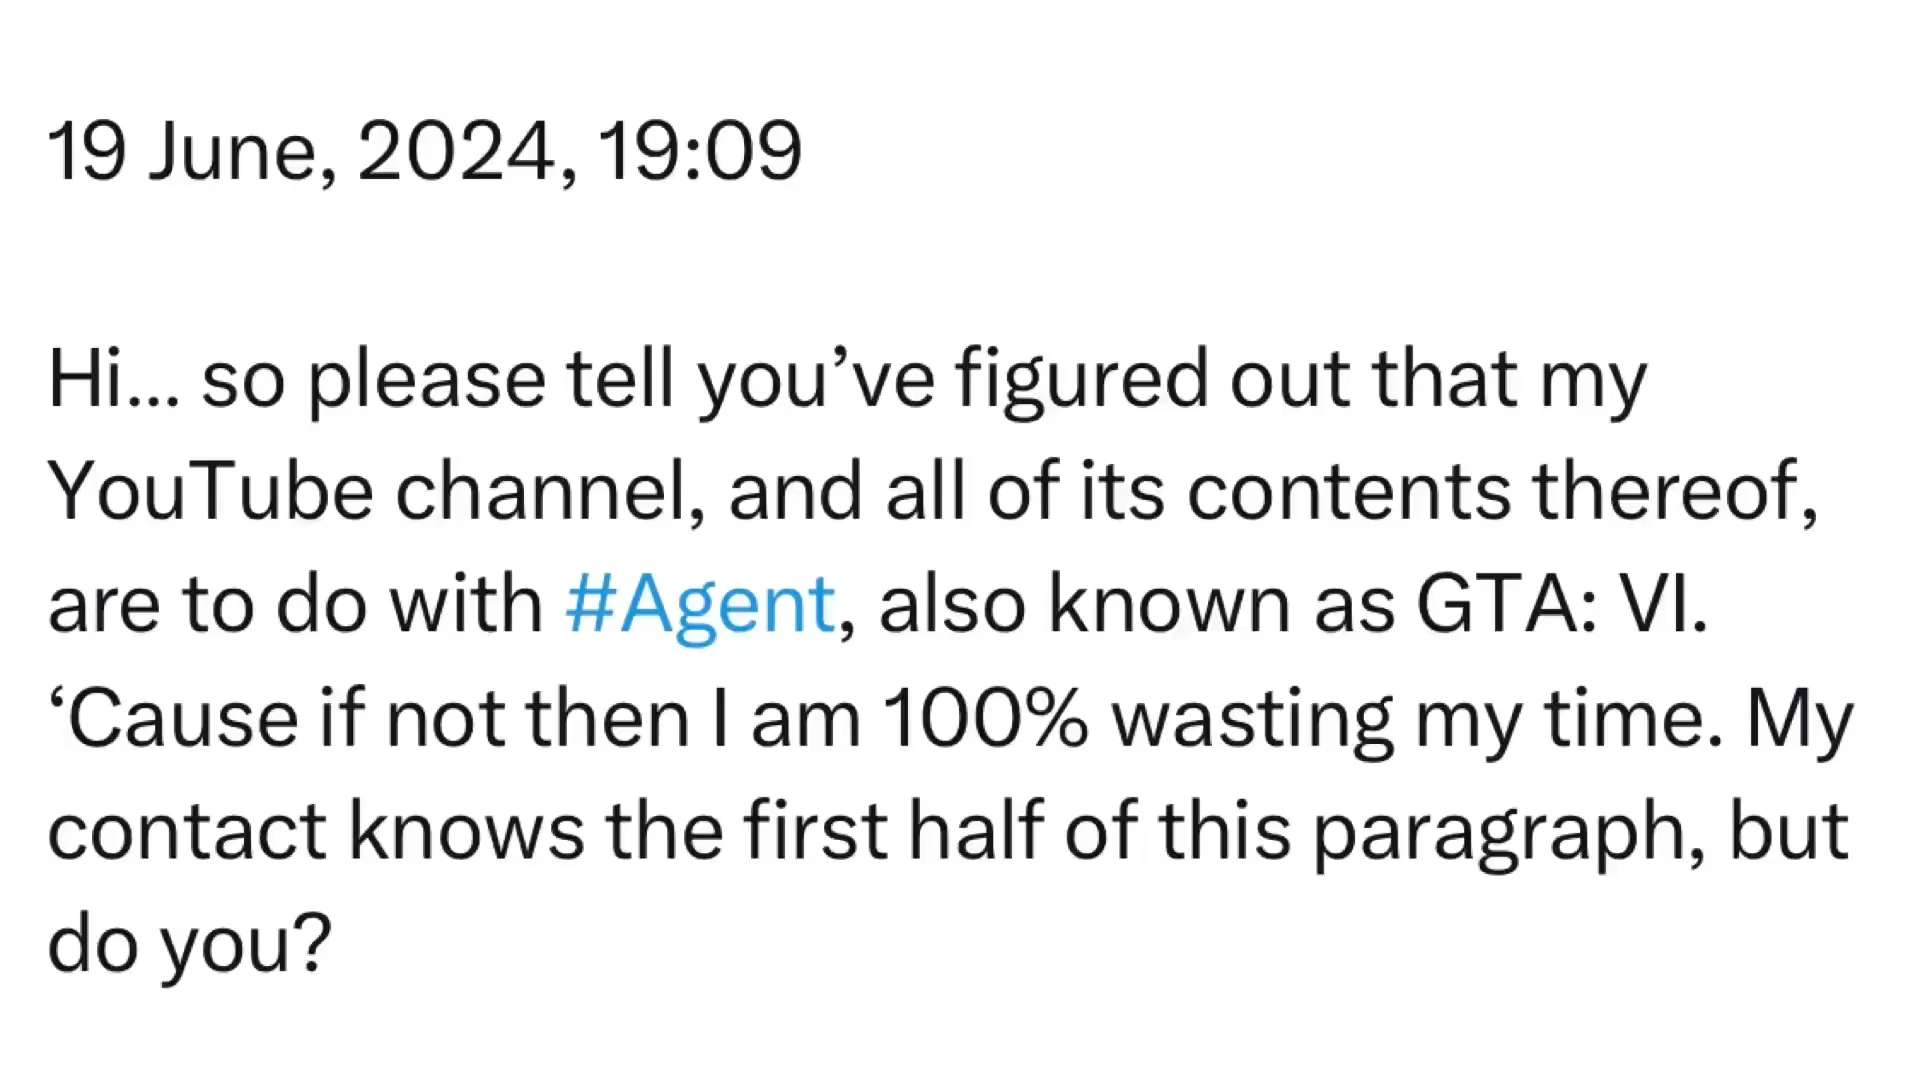 19 June, 2024, 19:09
Hi... so please tell you’ve figured out that my
YouTube channel, and all of its contents thereof,
are to do with #Agent, also known as GTA: VI.
‘Cause if not then I am 100% wasting my time. My
contact knows the first half of this paragraph, but
do you?